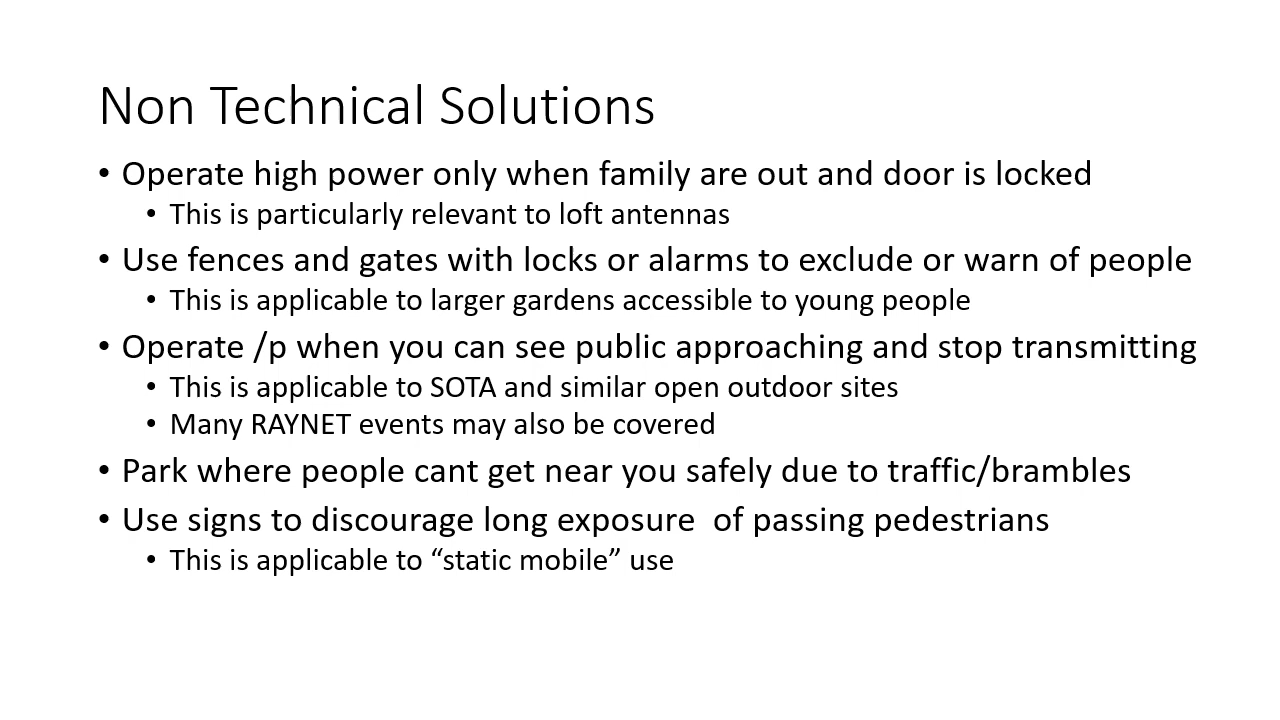 Non Technical Solutions
• Operate high power only when family are out and door is locked
• This is particularly relevant to loft antennas
• Use fences and gates with locks or alarms to exclude or warn of people
• This is applicable to larger gardens accessible to young people
• Operate /p when you can see public approaching and stop transmitting
• This is applicable to SOTA and similar open outdoor sites
• Many RAYNET events may also be covered
• Park where people cant get near you safely due to traffic/brambles
• Use signs to discourage long exposure  of passing pedestrians
• This is applicable to “static mobile” use